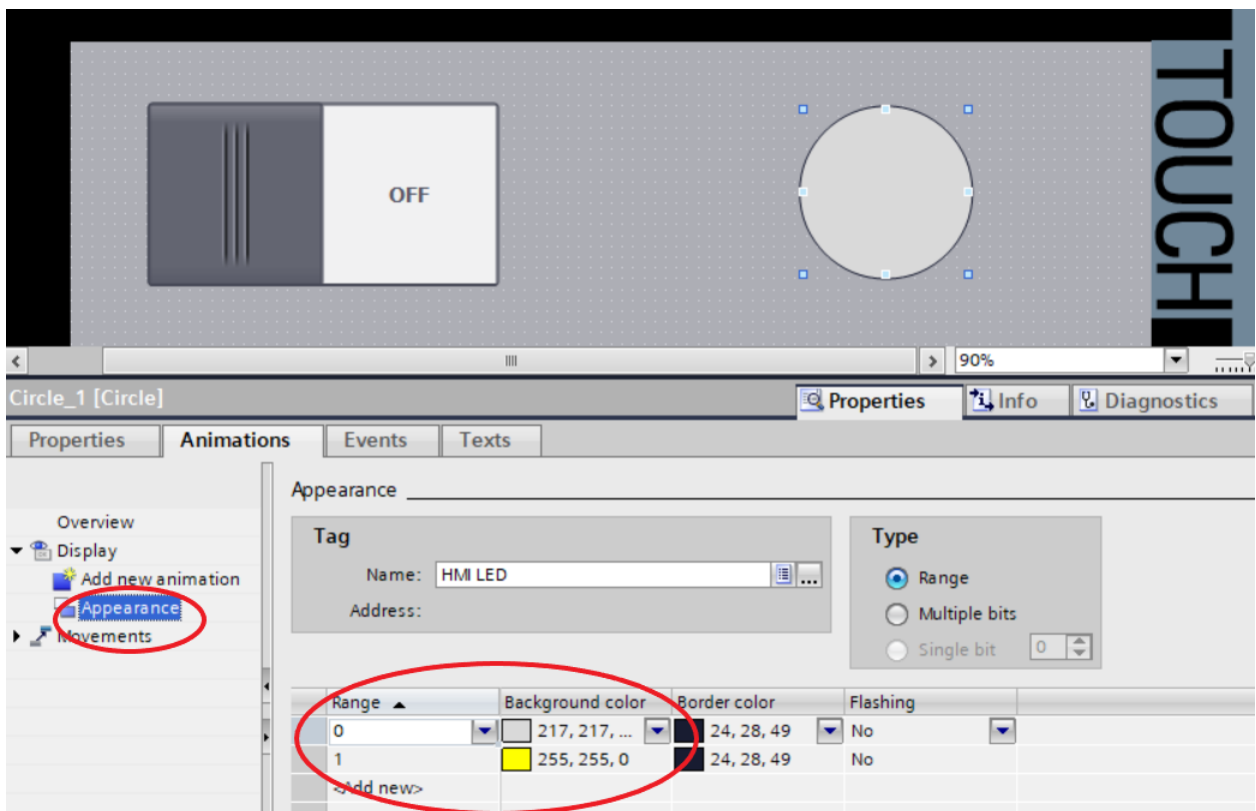 TOUCH
OFF
90%
Circle_1 [Circle]
Properties Info Diagnostics
Properties Animations Events Texts
Appearance
Overview
Display
Add new animation
Appearance
Movements
Tag
Name: HMI LED
Address:
Type
Range
Multiple bits
Single bit 0
Range Background color Border color Flashing
0 217, 217, ... 24, 28, 49 No
1 255, 255, 0 24, 28, 49 No
<Add new>